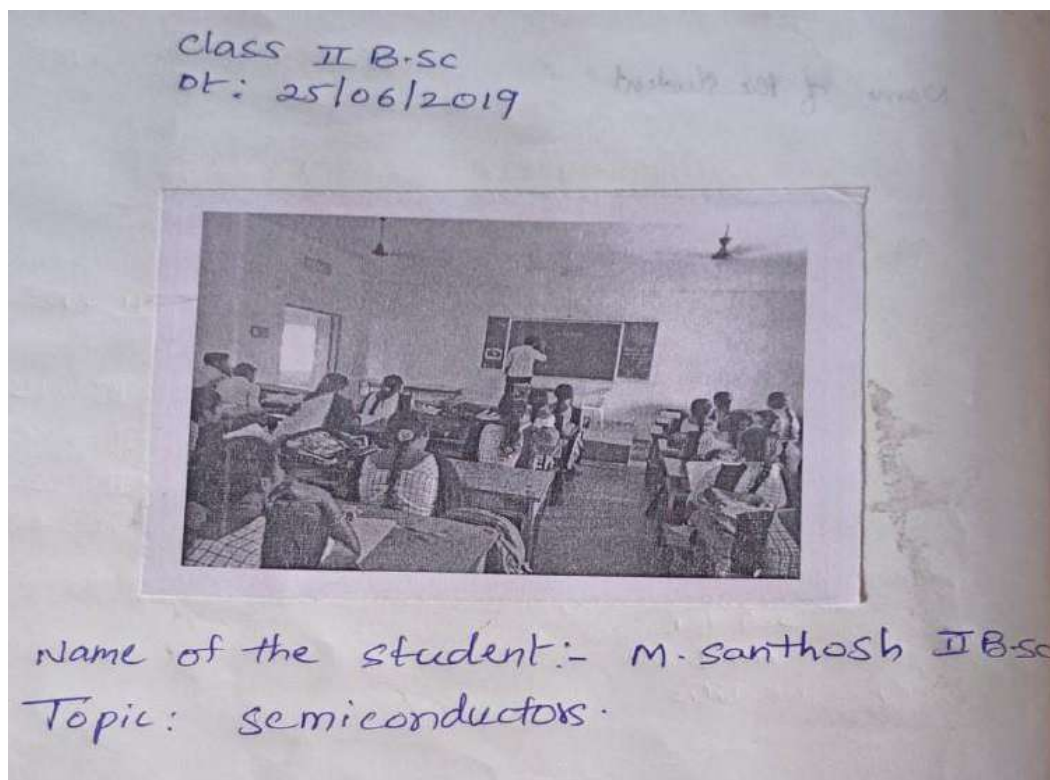 Class II B.Sc
Dt: 25/06/2019
Name of the student:- M. Santhosh II B.Sc
Topic: Semiconductors.